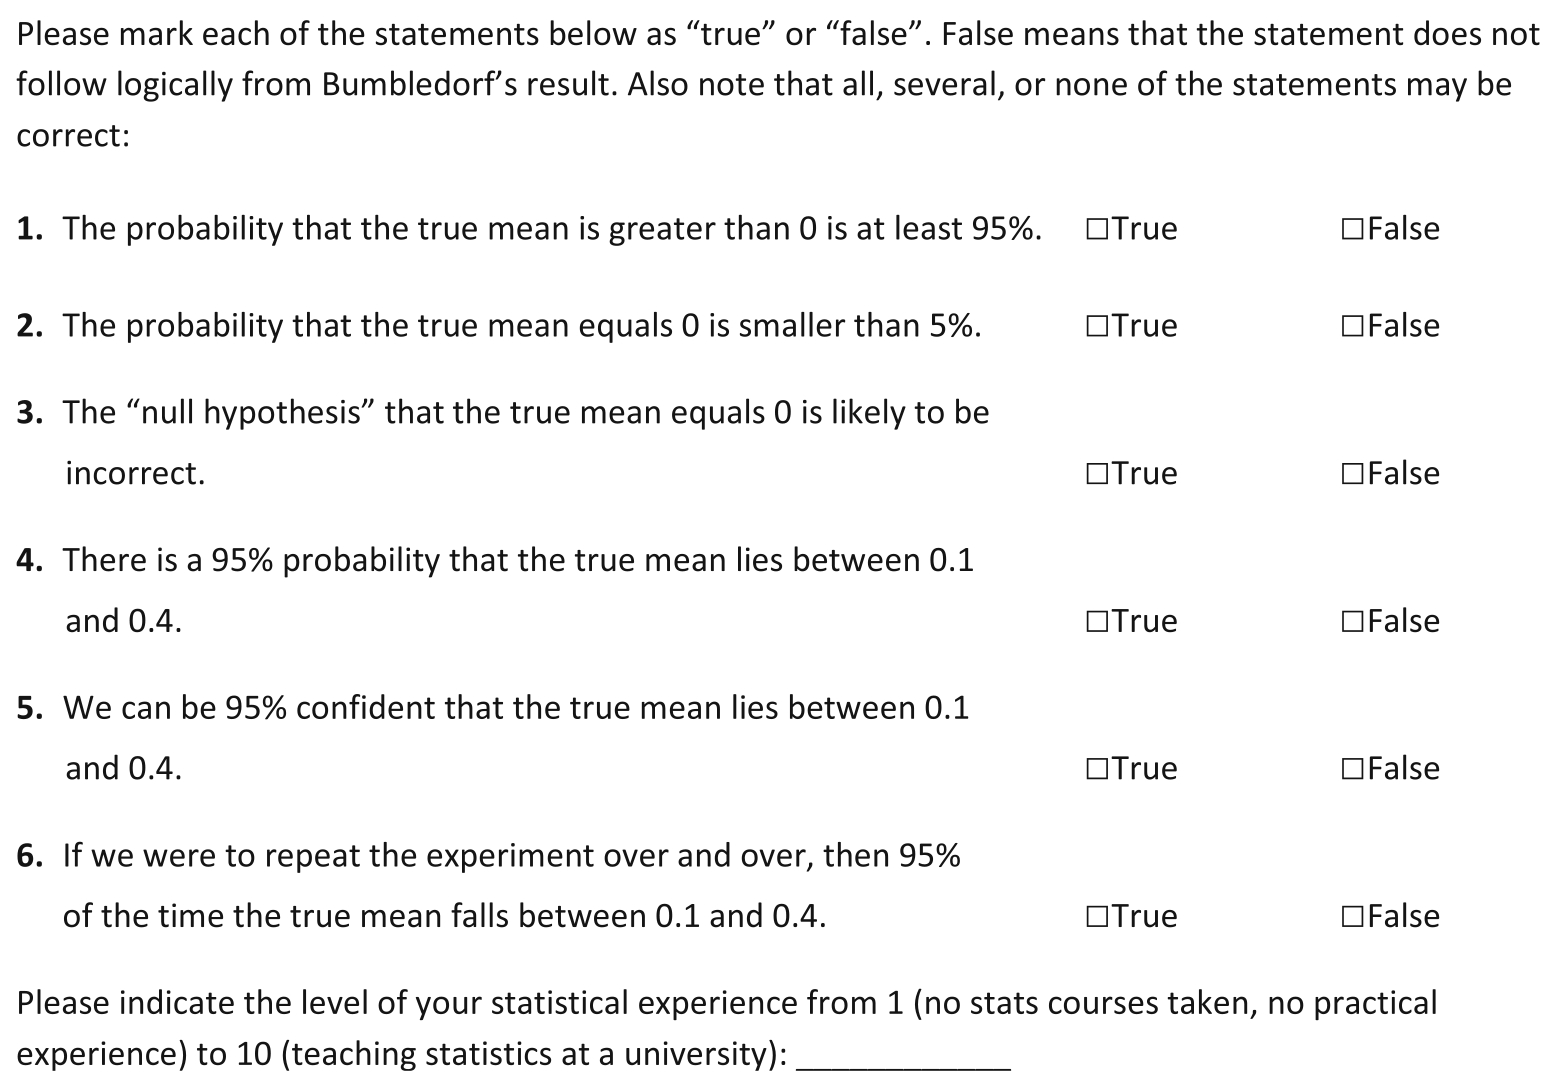 Please mark each of the statements below as “true” or “false”. False means that the statement does not
follow logically from Bumbledorf’s result. Also note that all, several, or none of the statements may be
correct:
1. The probability that the true mean is greater than 0 is at least 95%. □True □False
2. The probability that the true mean equals 0 is smaller than 5%. □True □False
3. The “null hypothesis” that the true mean equals 0 is likely to be
incorrect. □True □False
4. There is a 95% probability that the true mean lies between 0.1
and 0.4. □True □False
5. We can be 95% confident that the true mean lies between 0.1
and 0.4. □True □False
6. If we were to repeat the experiment over and over, then 95%
of the time the true mean falls between 0.1 and 0.4. □True □False
Please indicate the level of your statistical experience from 1 (no stats courses taken, no practical
experience) to 10 (teaching statistics at a university): ____________